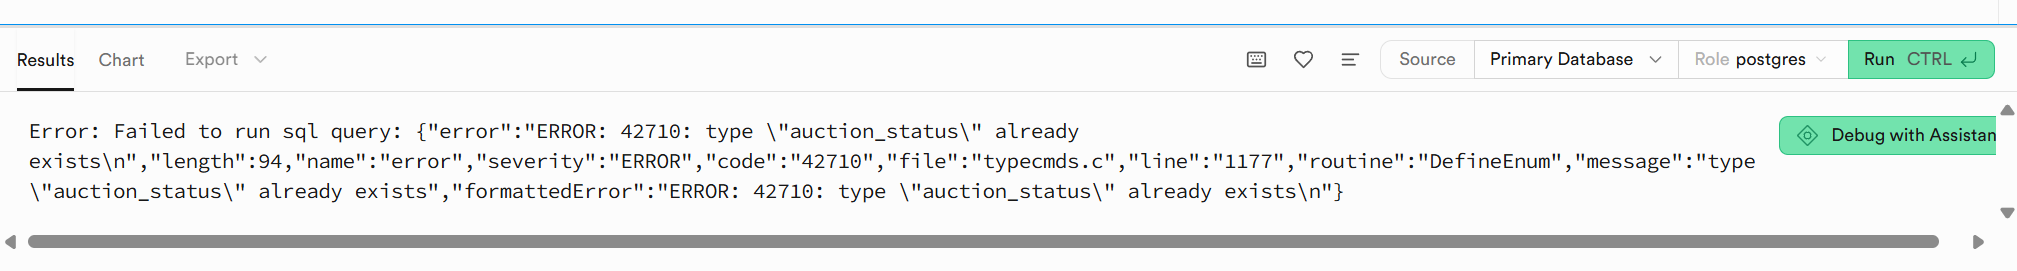 Results Chart Export Source Primary Database Role postgres Run CTRL
Error: Failed to run sql query: {"error":"ERROR: 42710: type \"auction_status\" already
exists\n","length":94,"name":"error","severity":"ERROR","code":"42710","file":"typecmds.c","line":"1177","routine":"DefineEnum","message":"type
\"auction_status\" already exists","formattedError":"ERROR: 42710: type \"auction_status\" already exists\n"}
Debug with Assistan